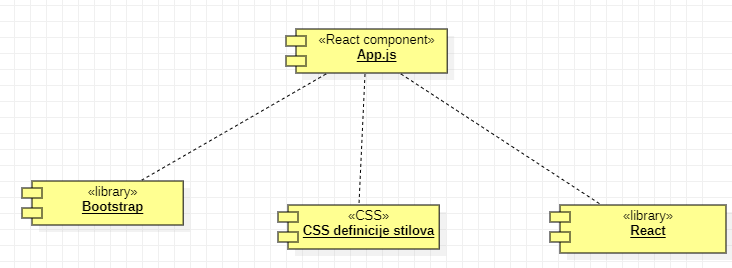 «React component»
App.js
«library»
Bootstrap
«CSS»
CSS definicije stilova
«library»
React